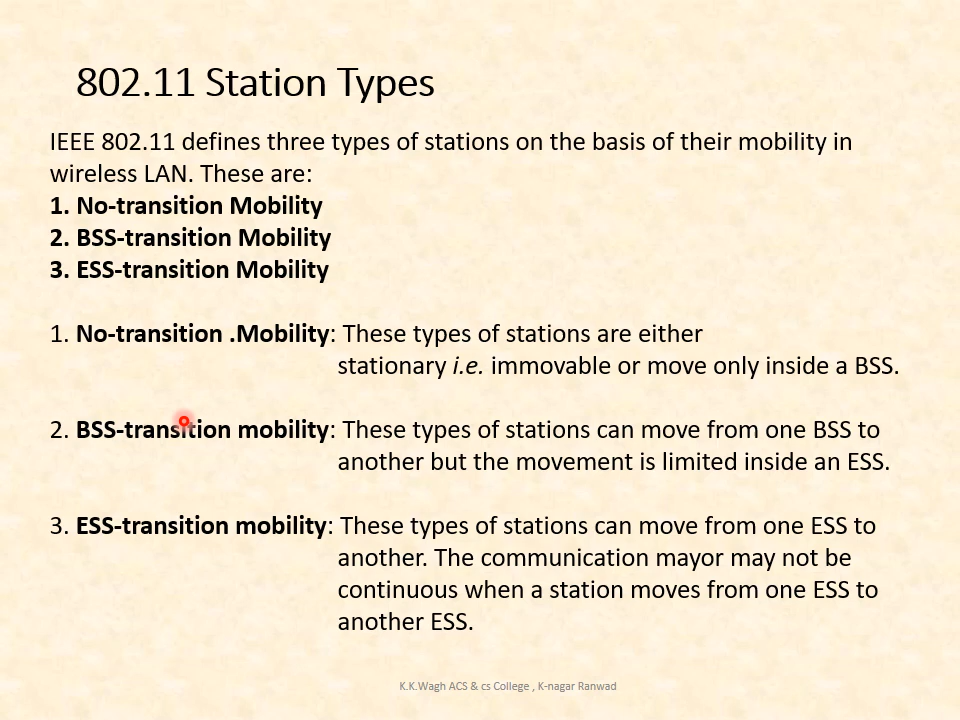 802.11 Station Types
IEEE 802.11 defines three types of stations on the basis of their mobility in
wireless LAN. These are:
1. No-transition Mobility
2. BSS-transition Mobility
3. ESS-transition Mobility
1. No-transition .Mobility: These types of stations are either
stationary i.e. immovable or move only inside a BSS.
2. BSS-transition mobility: These types of stations can move from one BSS to
another but the movement is limited inside an ESS.
3. ESS-transition mobility: These types of stations can move from one ESS to
another. The communication mayor may not be
continuous when a station moves from one ESS to
another ESS.
K.K.Wagh ACS & cs College , K-nagar Ranwad